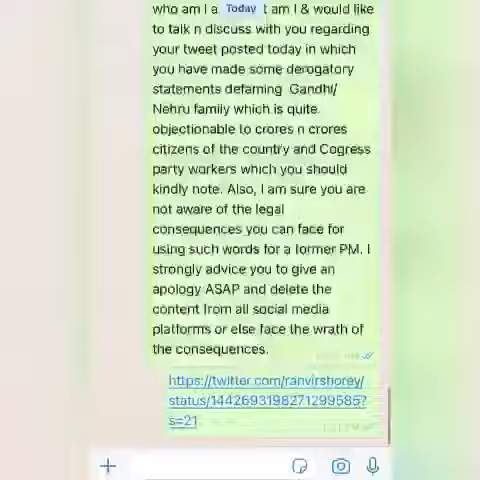 who am I a Today t am I & would like
to talk n discuss with you regarding
your tweet posted today in which
you have made some derogatory
statements defaming Gandhi/
Nehru family which is quite
objectionable to crores n crores
citizens of the country and Cogress
party workers which you should
kindly note. Also, I am sure you are
not aware of the legal
consequences you can face for
using such words for a former PM. I
strongly advice you to give an
apology ASAP and delete the
content from all social media
platforms or else face the wrath of
the consequences.
https://twitter.com/ranvirshorey/
status/1442693198271299585?
s=21